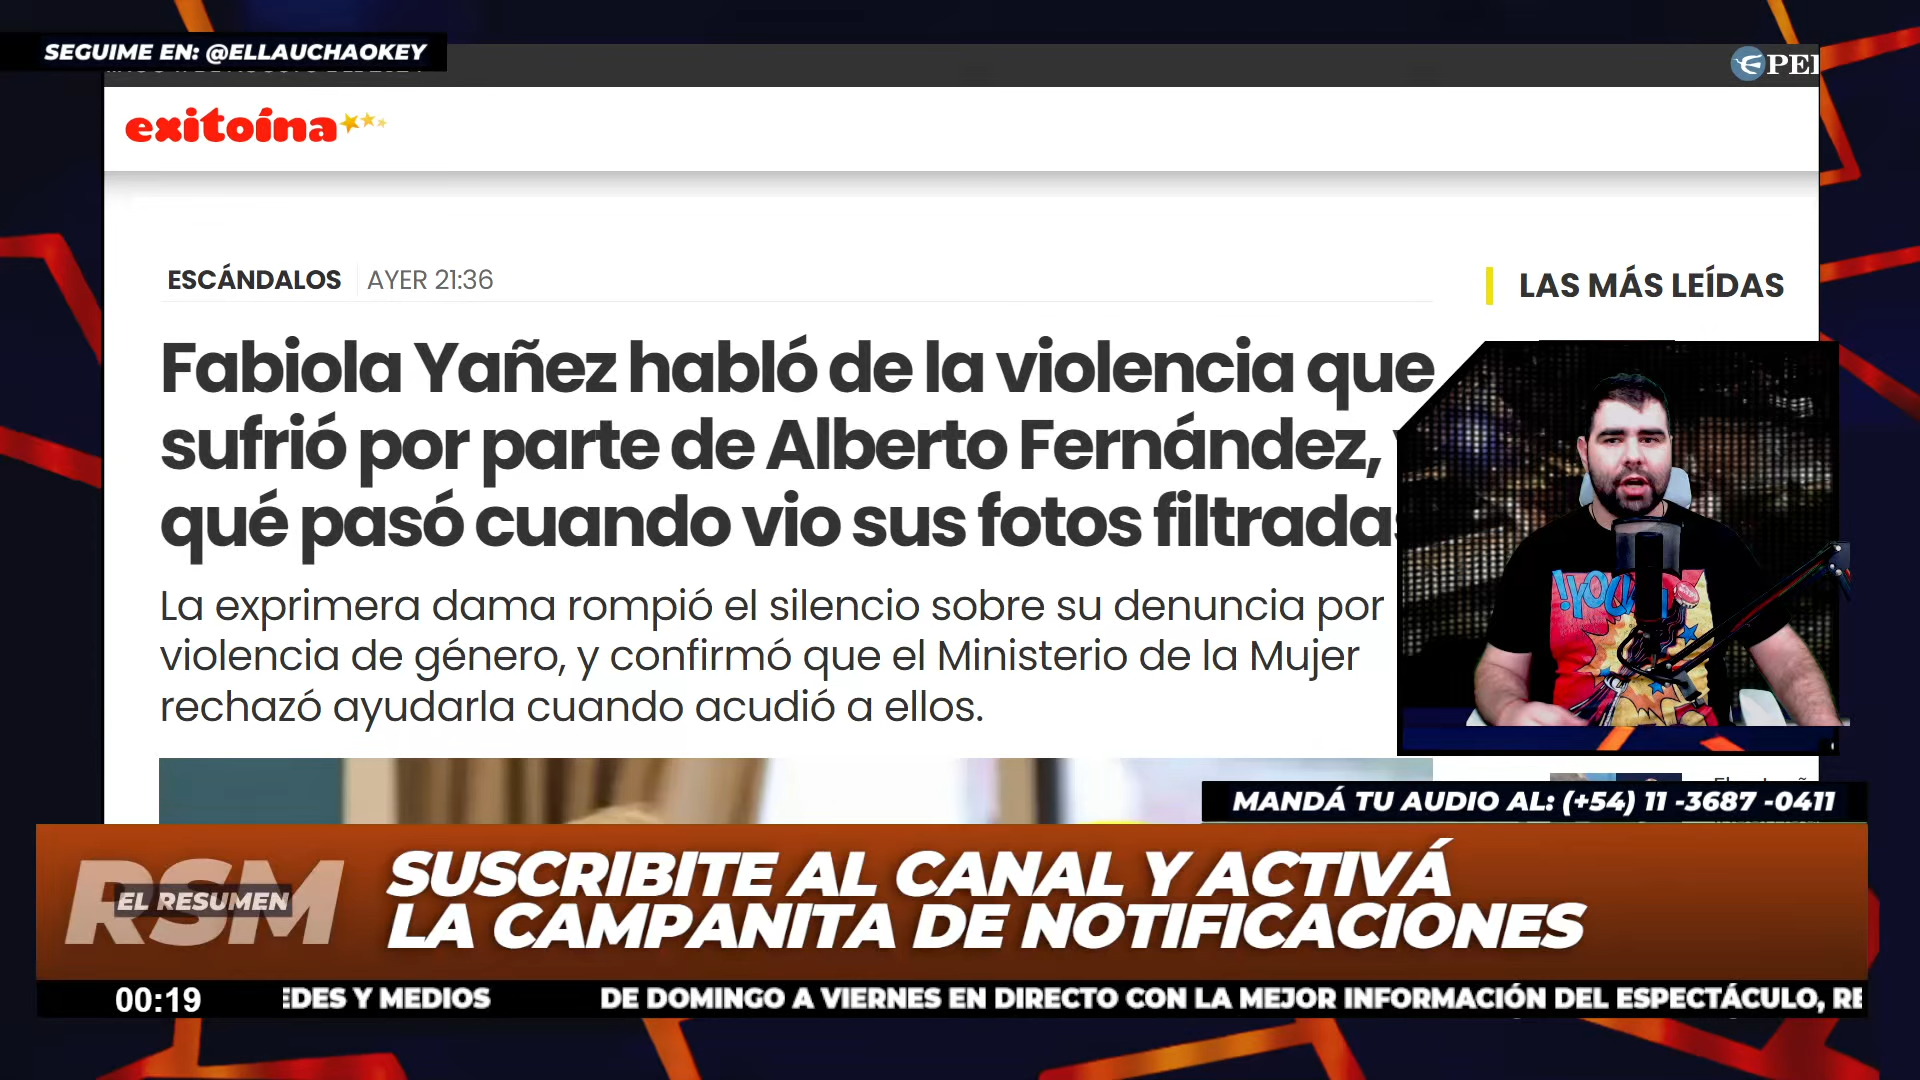 SEGUIME EN: @ELLAUCHAOKEY
PE
exitoína
ESCÁNDALOS AYER 21:36
LAS MÁS LEÍDAS
Fabiola Yañez habló de la violencia que
sufrió por parte de Alberto Fernández,
qué pasó cuando vio sus fotos filtradas
La exprimera dama rompió el silencio sobre su denuncia por
violencia de género, y confirmó que el Ministerio de la Mujer
rechazó ayudarla cuando acudió a ellos.
MANDÁ TU AUDIO AL: (+54) 11 -3687 -0411
RSM
EL RESUMEN
SUSCRIBITE AL CANAL Y ACTIVÁ
LA CAMPANITA DE NOTIFICACIONES
00:19 EDES Y MEDIOS DE DOMINGO A VIERNES EN DIRECTO CON LA MEJOR INFORMACIÓN DEL ESPECTÁCULO, RE